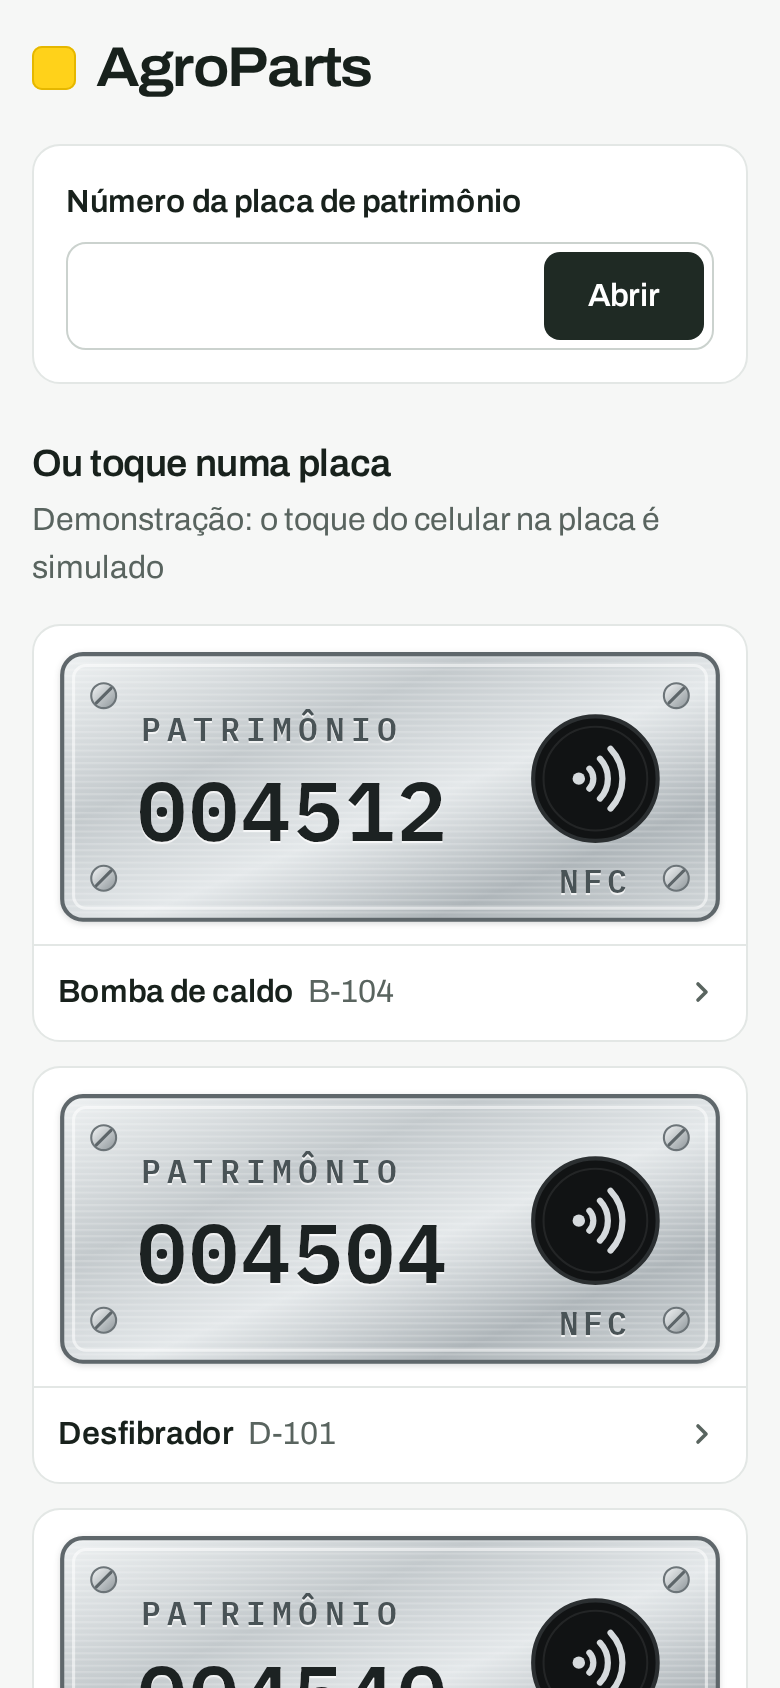 AgroParts
Número da placa de patrimônio
Abrir
Ou toque numa placa
Demonstração: o toque do celular na placa é
simulado
PATRIMÔNIO
004512
NFC
Bomba de caldo B-104
PATRIMÔNIO
004504
NFC
Desfibrador D-101
PATRIMÔNIO